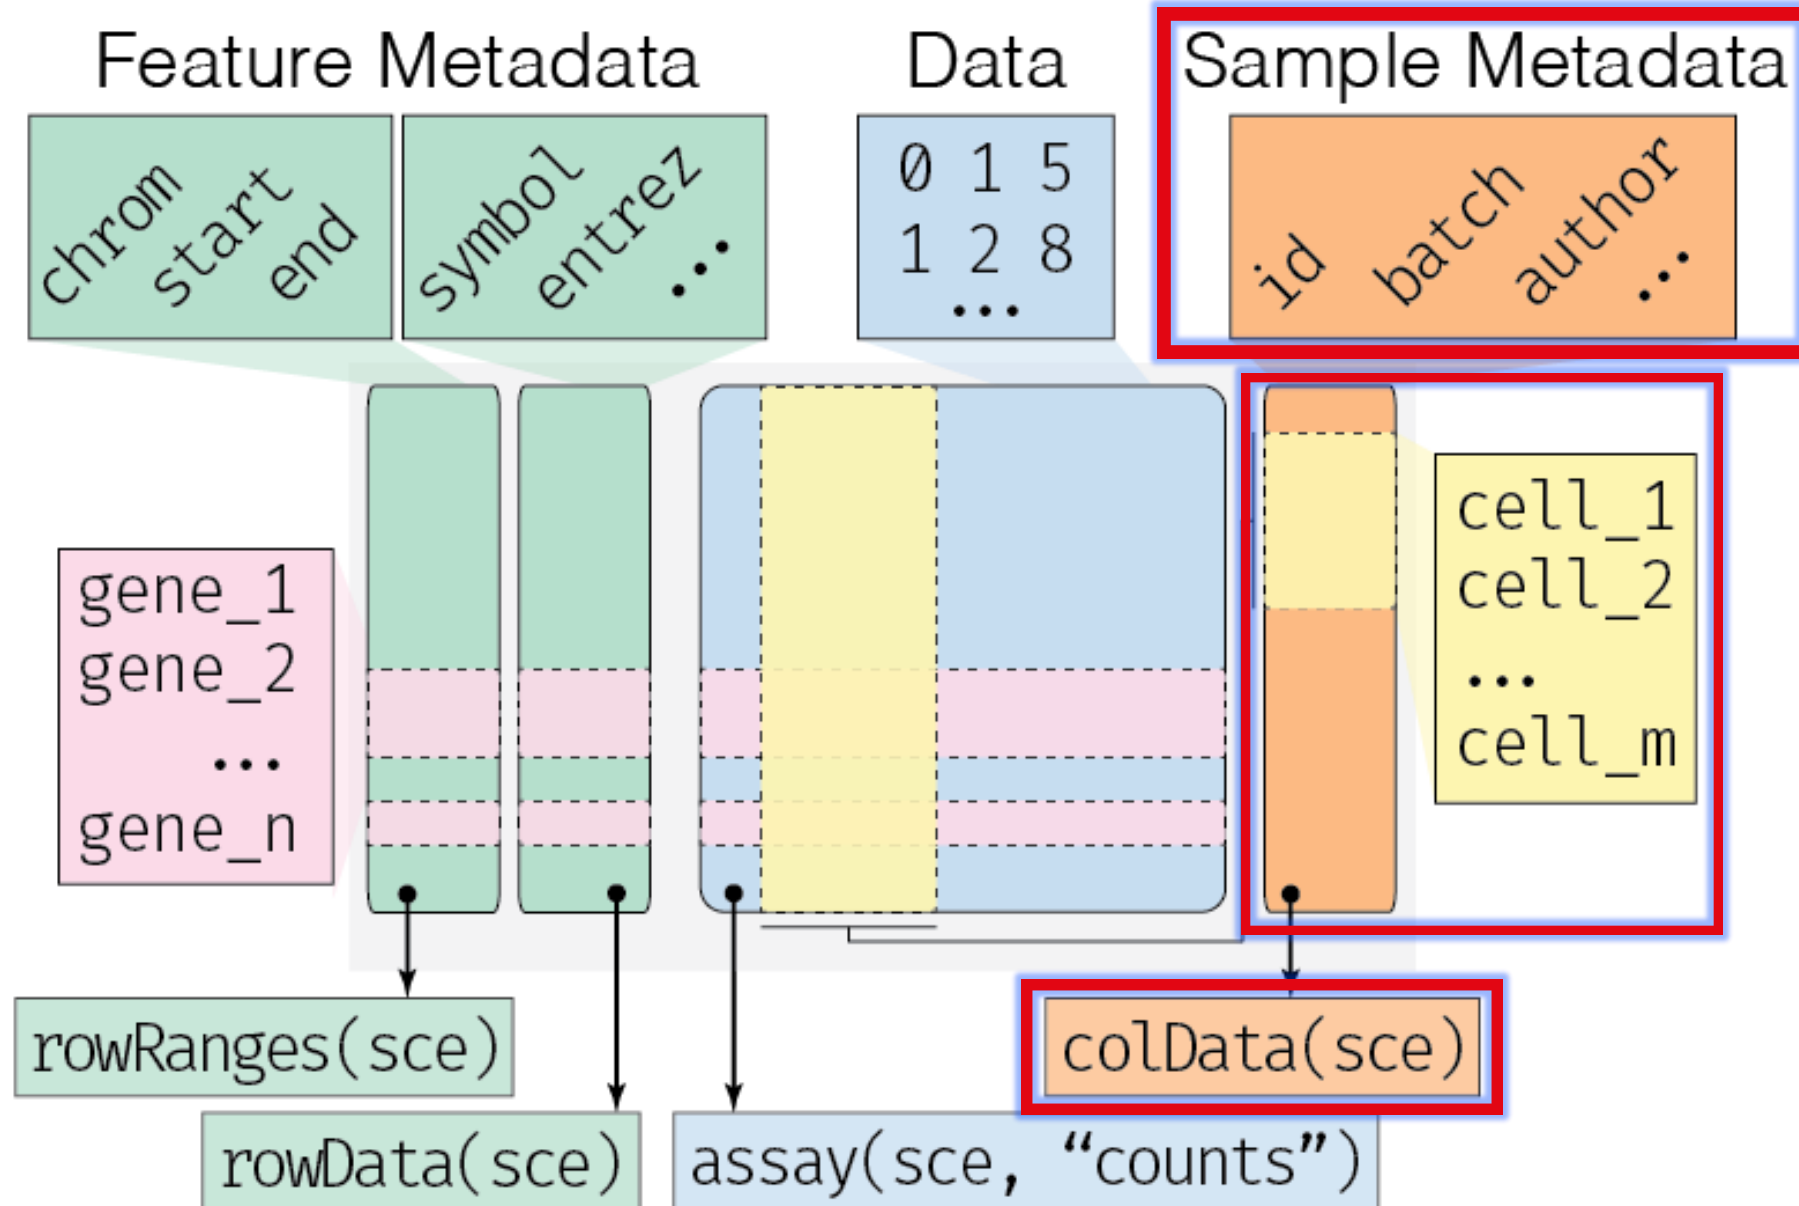 Feature Metadata
Data
Sample Metadata
chrom
start
end
symbol
entrez
...
0 1 5
1 2 8
...
id
batch
author
...
gene_1
gene_2
...
gene_n
cell_1
cell_2
...
cell_m
rowRanges(sce)
colData(sce)
rowData(sce)
assay(sce, “counts”)